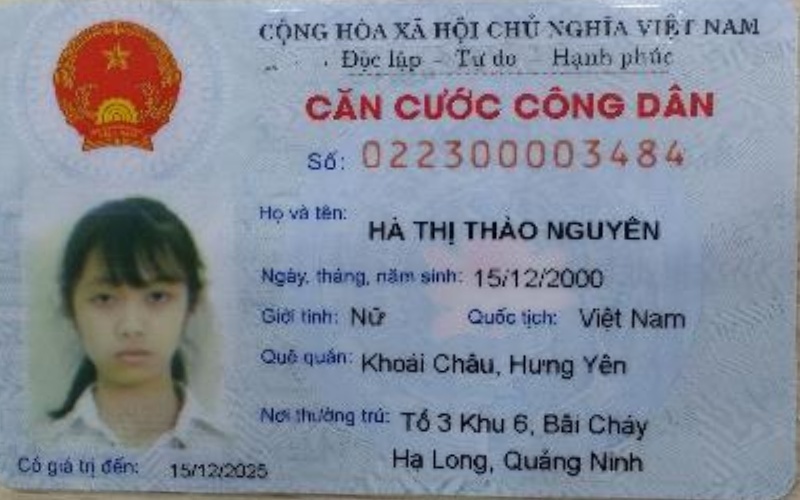 CỘNG HÒA XÃ HỘI CHỦ NGHĨA VIỆT NAM
Độc lập - Tự do - Hạnh phúc
CĂN CƯỚC CÔNG DÂN
Số: 022300003484
Họ và tên: HÀ THỊ THẢO NGUYÊN
Ngày, tháng, năm sinh: 15/12/2000
Giới tính: Nữ Quốc tịch: Việt Nam
Quê quán: Khoái Châu, Hưng Yên
Nơi thường trú: Tổ 3 Khu 6, Bãi Cháy
Hạ Long, Quảng Ninh
Có giá trị đến: 15/12/2025